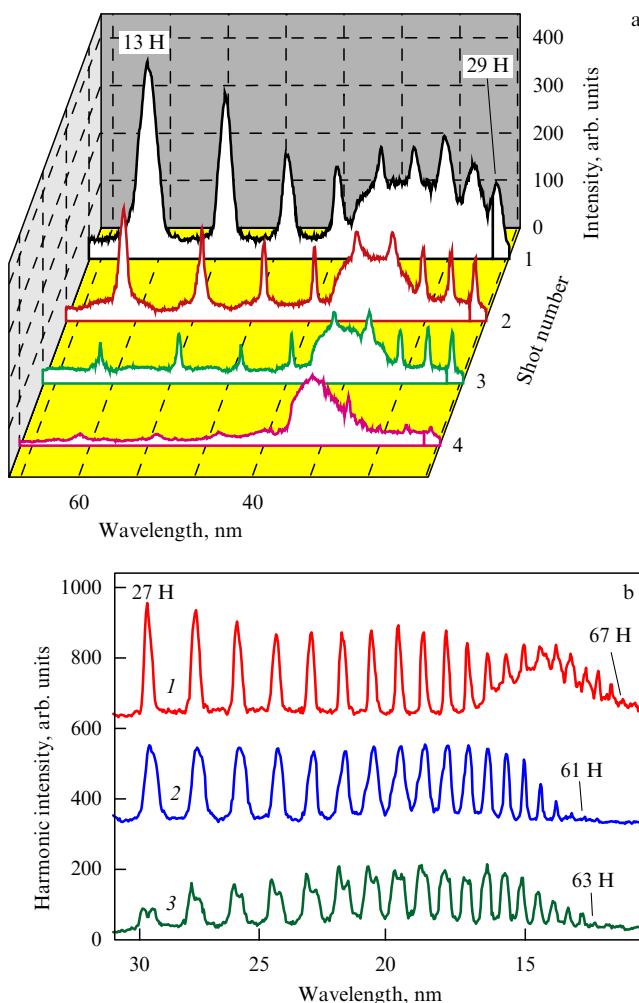 a
13 H
29 H
400
300
200
100
0
Intensity, arb. units
1
2
3
4
Shot number
60
40
Wavelength, nm
b
1000
800
600
400
200
0
Harmonic intensity, arb. units
27 H
67 H
1
2
61 H
3
63 H
30
25
20
15
Wavelength, nm